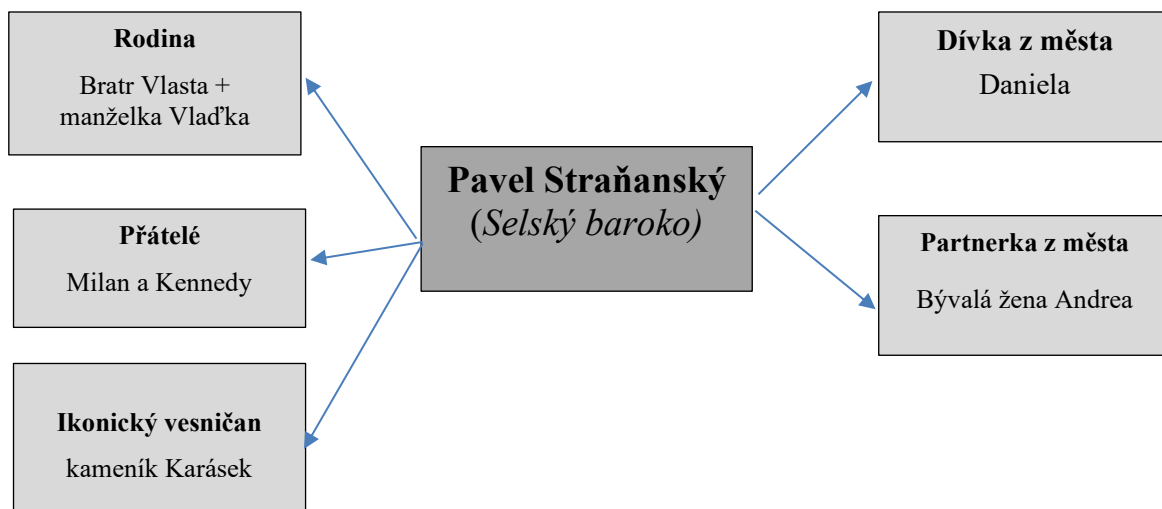 Rodina
Bratr Vlasta +
manželka Vlaďka
Přátelé
Milan a Kennedy
Ikonický vesničan
kameník Karásek
Pavel Straňanský
(Selský baroko)
Dívka z města
Daniela
Partnerka z města
Bývalá žena Andrea